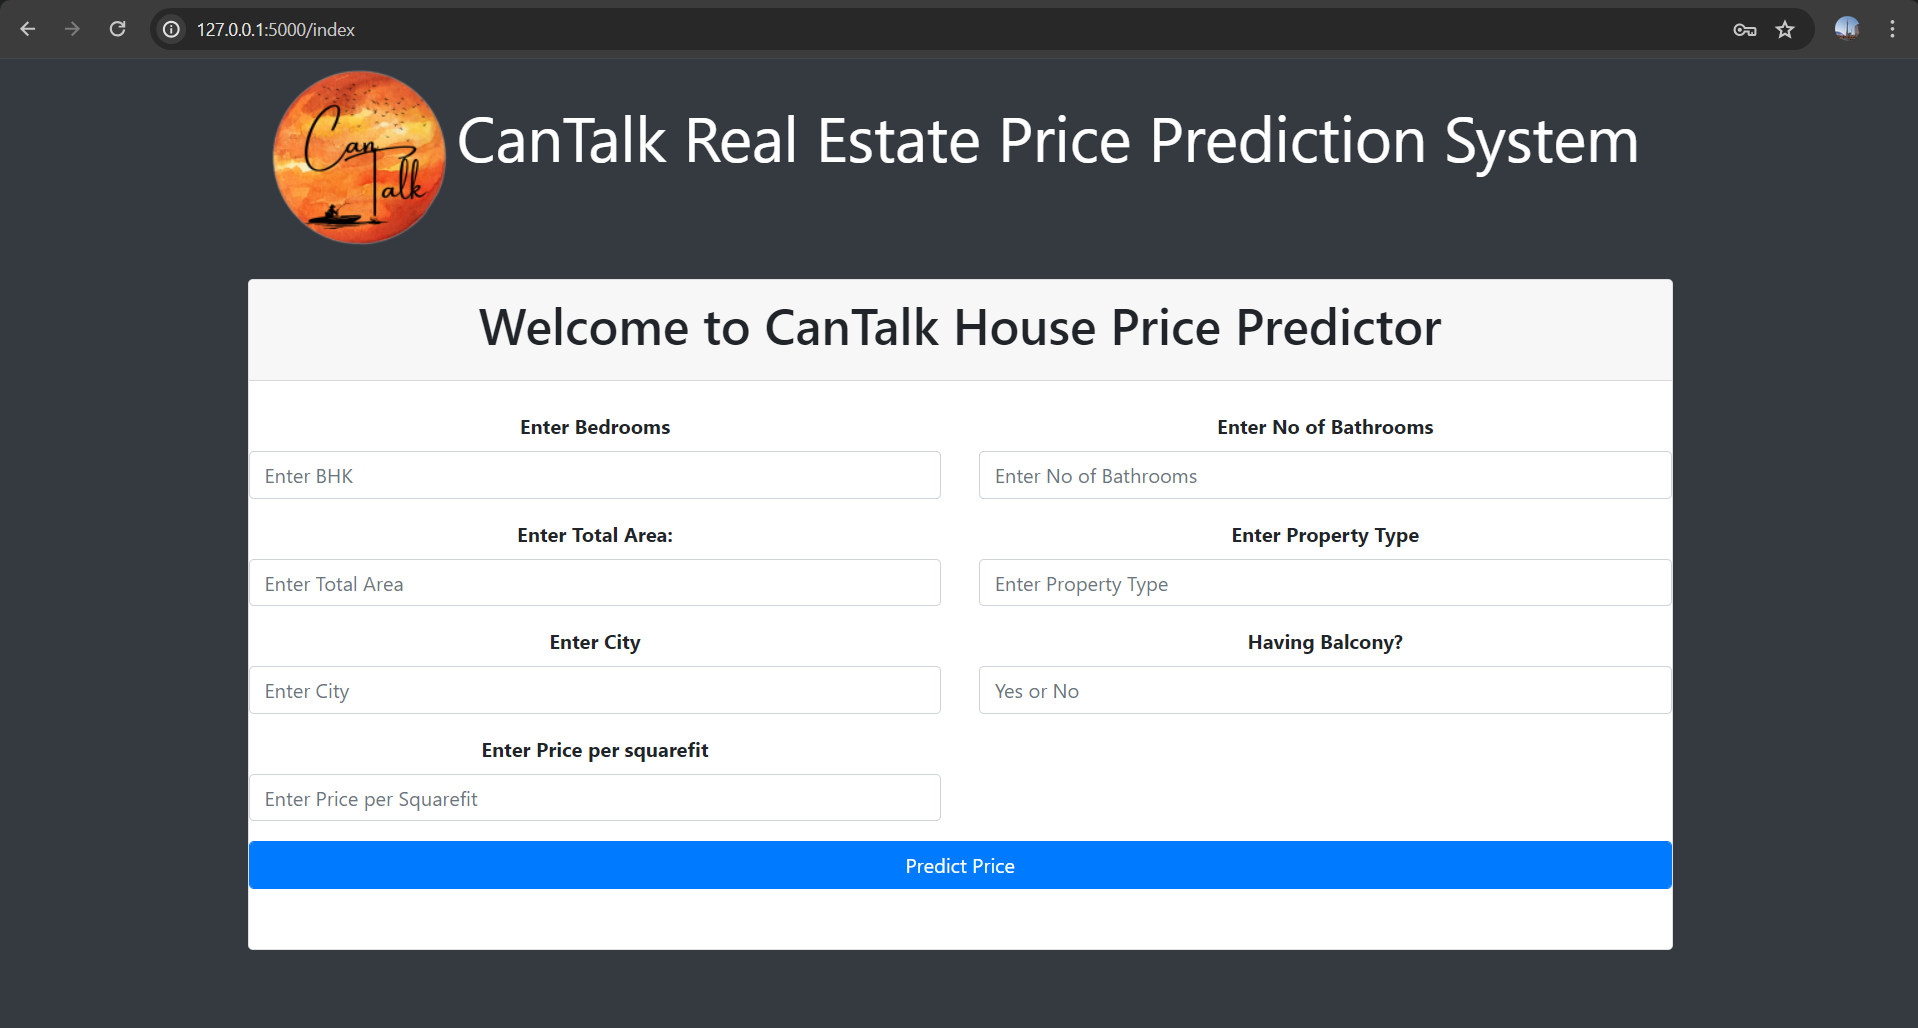 127.0.0.1:5000/index
Can Talk
CanTalk Real Estate Price Prediction System
Welcome to CanTalk House Price Predictor
Enter Bedrooms
Enter BHK
Enter No of Bathrooms
Enter No of Bathrooms
Enter Total Area:
Enter Total Area
Enter Property Type
Enter Property Type
Enter City
Enter City
Having Balcony?
Yes or No
Enter Price per squarefit
Enter Price per Squarefit
Predict Price